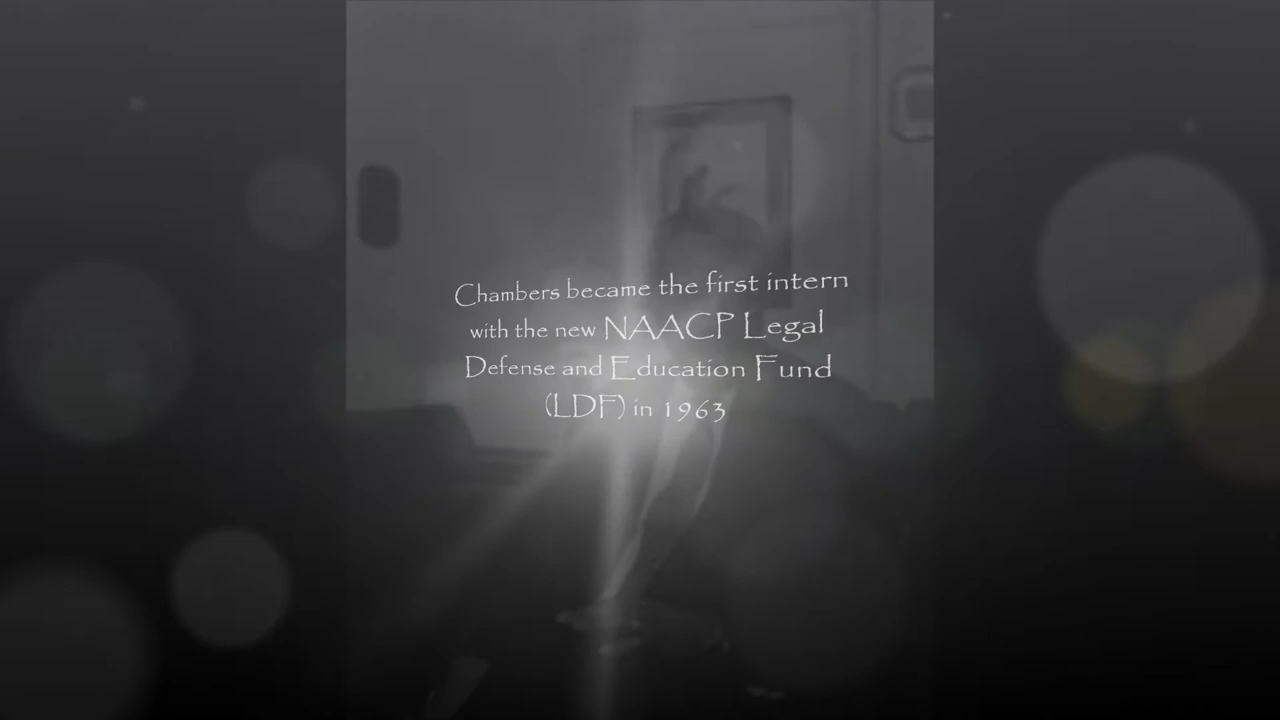 Chambers became the first intern
with the new NAACP Legal
Defense and Education Fund
(LDF) in 1963